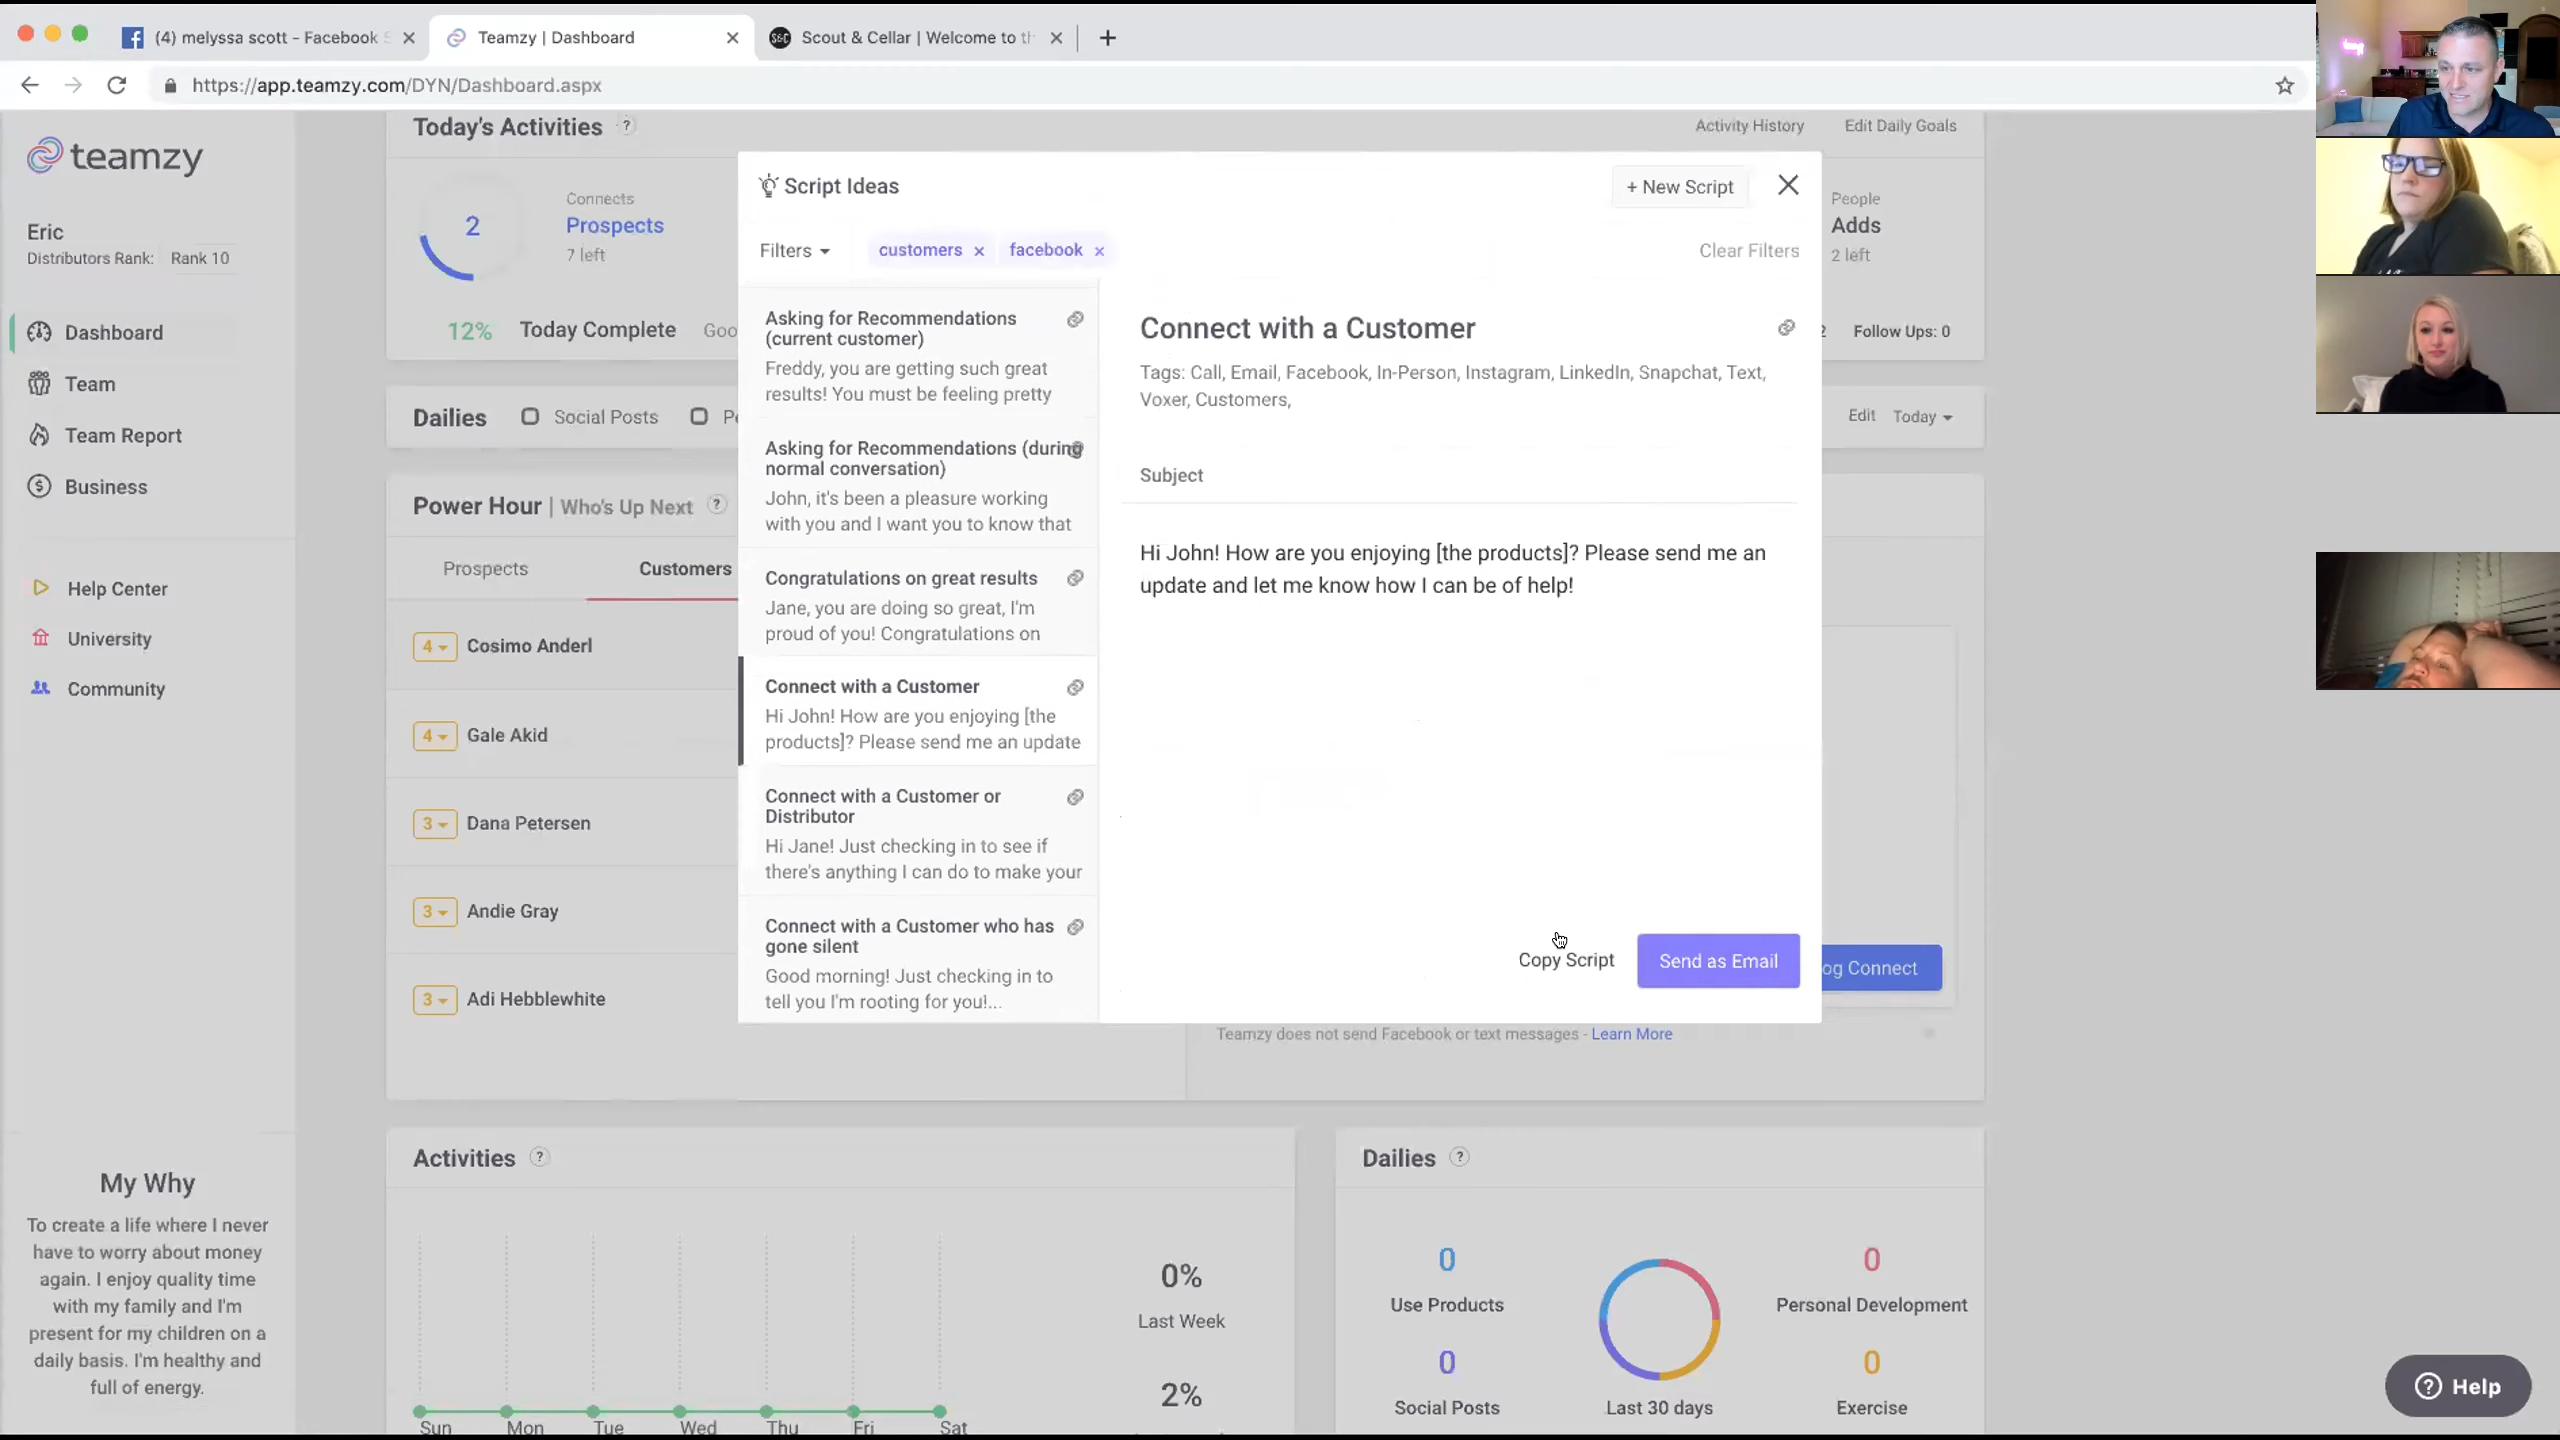 (4) melyssa scott - Facebook S
Teamzy | Dashboard
S&C
Scout & Cellar | Welcome to th
https://app.teamzy.com/DYN/Dashboard.aspx
teamzy
Eric
Distributors Rank: Rank 10
Dashboard
Team
Team Report
Business
Help Center
University
Community
My Why
To create a life where I never
have to worry about money
again. I enjoy quality time
with my family and I'm
present for my children on a
daily basis. I'm healthy and
full of energy.
Today's Activities ?
Activity History
Edit Daily Goals
2
Connects
Prospects
7 left
People
Adds
2 left
12% Today Complete Goo
2 Follow Ups: 0
Dailies Social Posts Pe
Edit Today
Power Hour | Who's Up Next ?
Prospects
Customers
4 Cosimo Anderl
4 Gale Akid
3 Dana Petersen
3 Andie Gray
3 Adi Hebblewhite
Script Ideas
+ New Script
Filters
customers ×
facebook ×
Clear Filters
Asking for Recommendations
(current customer)
Freddy, you are getting such great
results! You must be feeling pretty
Asking for Recommendations (during
normal conversation)
John, it's been a pleasure working
with you and I want you to know that
Congratulations on great results
Jane, you are doing so great, I'm
proud of you! Congratulations on
Connect with a Customer
Hi John! How are you enjoying [the
products]? Please send me an update
Connect with a Customer or
Distributor
Hi Jane! Just checking in to see if
there's anything I can do to make your
Connect with a Customer who has
gone silent
Good morning! Just checking in to
tell you I'm rooting for you!...
Connect with a Customer
Tags: Call, Email, Facebook, In-Person, Instagram, LinkedIn, Snapchat, Text,
Voxer, Customers,
Subject
Hi John! How are you enjoying [the products]? Please send me an
update and let me know how I can be of help!
Copy Script
Send as Email
og Connect
Teamzy does not send Facebook or text messages - Learn More
Activities ?
0%
Last Week
2%
Sun Mon Tue Wed Thu Fri Sat
Dailies ?
0
Use Products
0
Social Posts
Last 30 days
0
Personal Development
0
Exercise
? Help